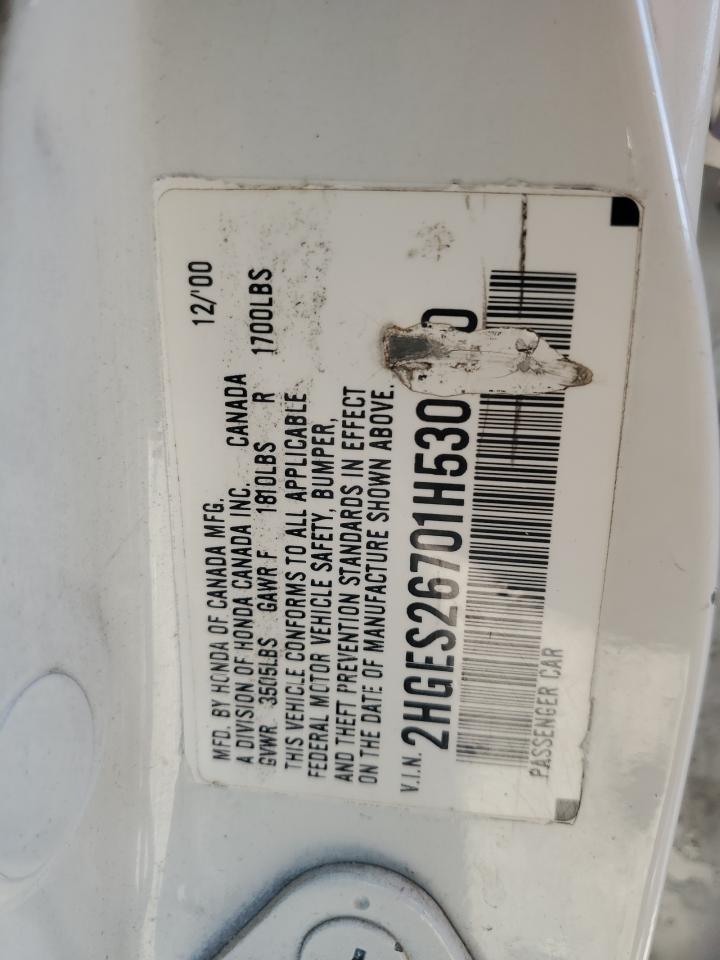 12/'00
MFD. BY HONDA OF CANADA MFG.
A DIVISION OF HONDA CANADA INC. CANADA
GVWR 3505LBS GAWR F 1810LBS R 1700LBS
THIS VEHICLE CONFORMS TO ALL APPLICABLE
FEDERAL MOTOR VEHICLE SAFETY, BUMPER,
AND THEFT PREVENTION STANDARDS IN EFFECT
ON THE DATE OF MANUFACTURE SHOWN ABOVE.
V.I.N. 2HGES26701H530 0
PASSENGER CAR